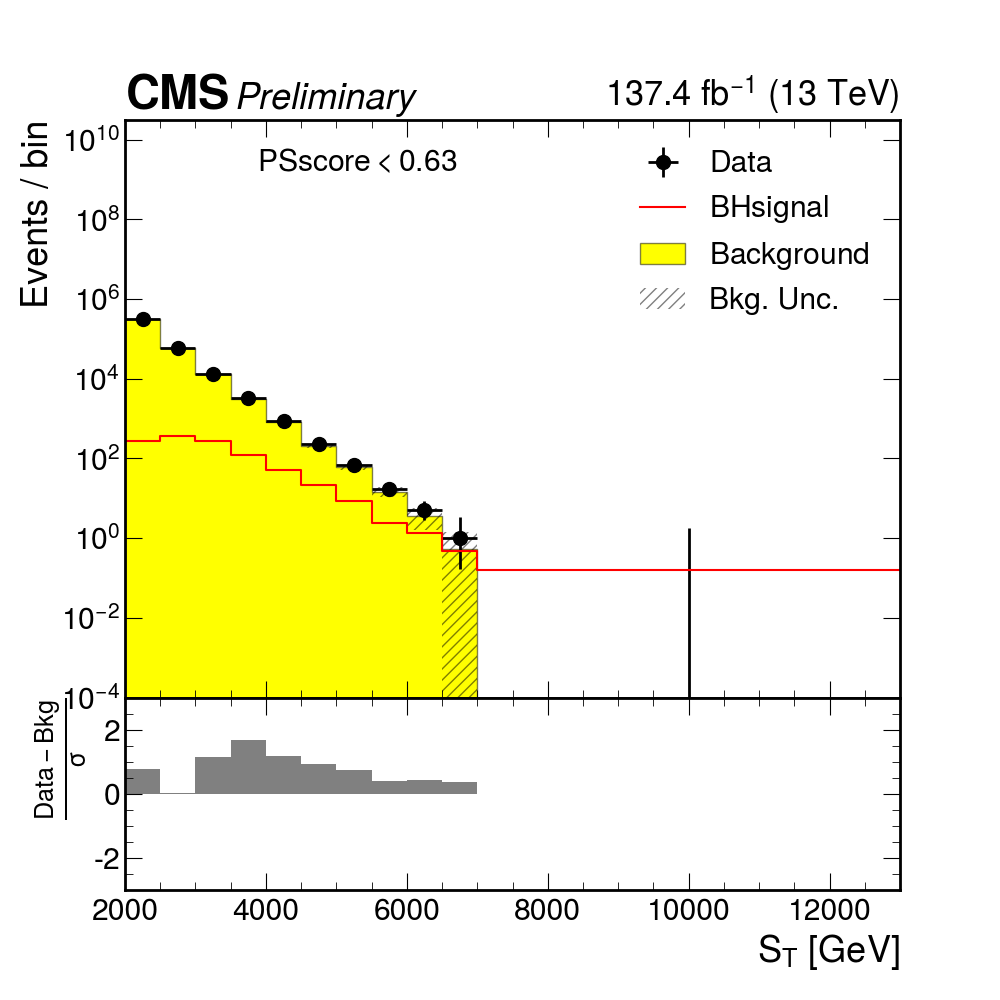 CMS Preliminary
137.4 fb⁻¹ (13 TeV)
Events / bin
10¹⁰
10⁸
10⁶
10⁴
10²
10⁰
10⁻²
10⁻⁴
PSscore < 0.63
Data
BHsignal
Background
Bkg. Unc.
Data – Bkg
σ
2
0
-2
2000 4000 6000 8000 10000 12000
S_T [GeV]